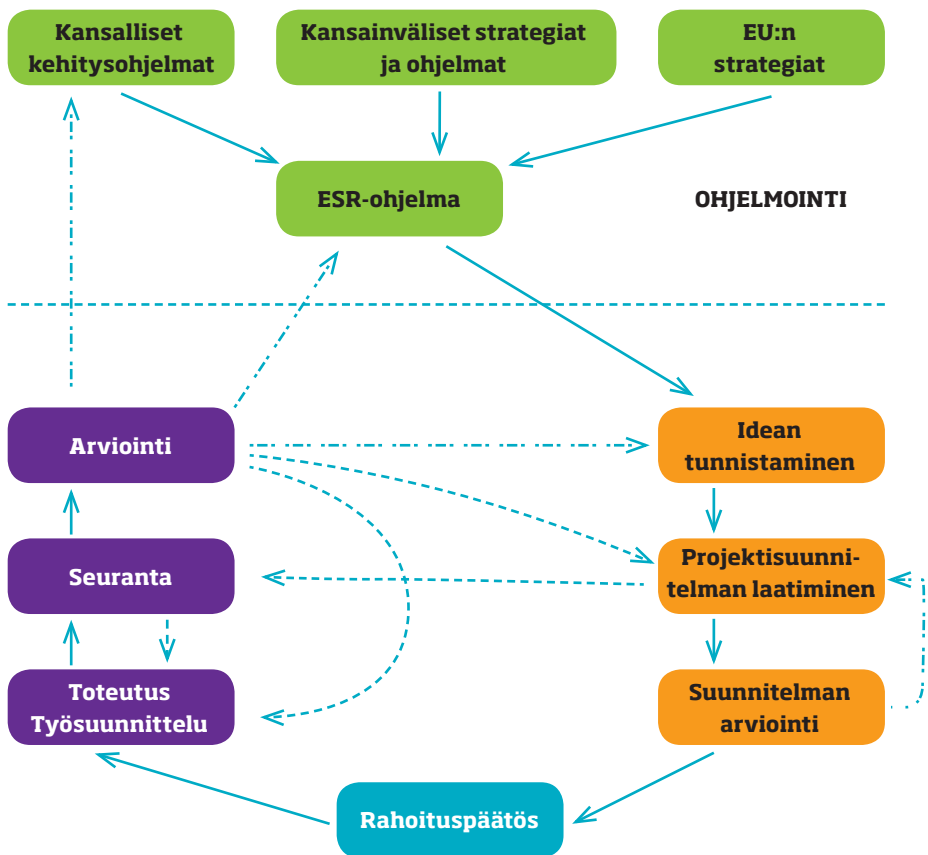 Kansalliset
kehitysohjelmat
Kansainväliset strategiat
ja ohjelmat
EU:n
strategiat
ESR-ohjelma
OHJELMOINTI
Arviointi
Idean
tunnistaminen
Seuranta
Projektisuunni-
telman laatiminen
Toteutus
Työsuunnittelu
Suunnitelman
arviointi
Rahoituspäätös